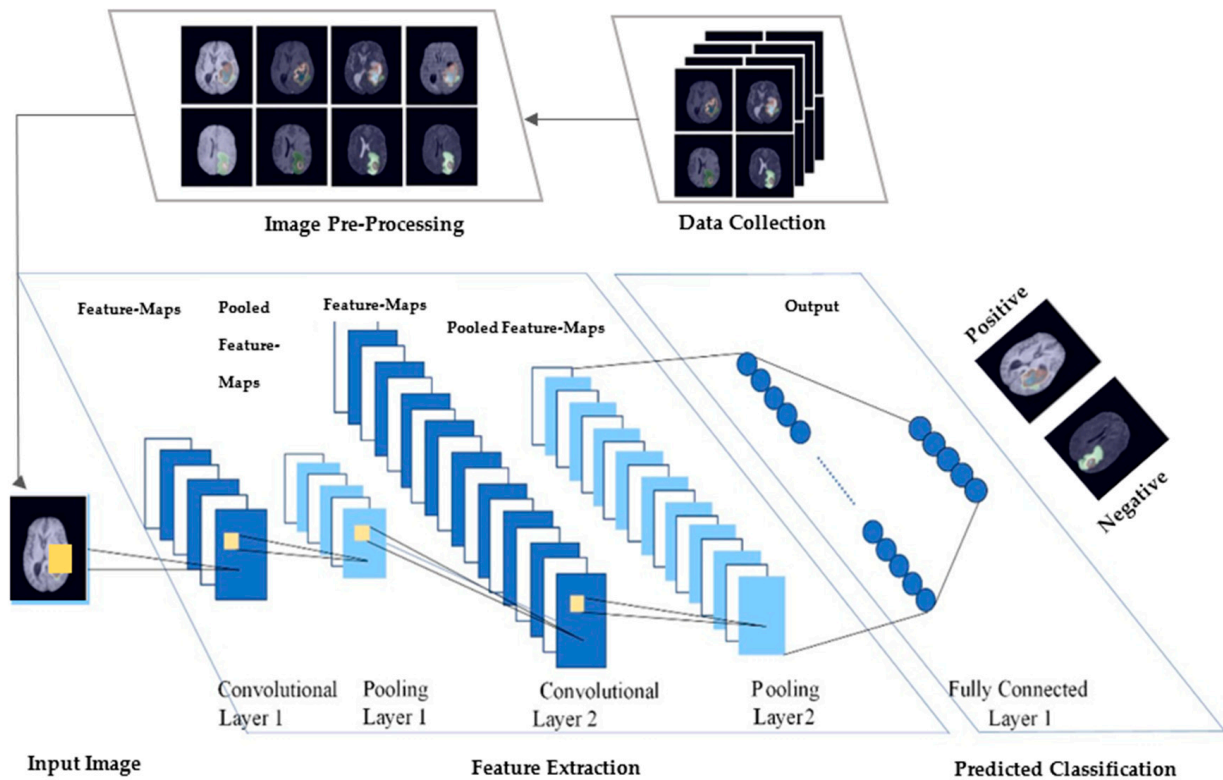 Image Pre-Processing
Data Collection
Feature-Maps
Pooled
Feature-
Maps
Feature-Maps
Pooled Feature-Maps
Output
Positive
Negative
Convolutional
Layer 1
Pooling
Layer 1
Convolutional
Layer 2
Pooling
Layer2
Fully Connected
Layer 1
Input Image
Feature Extraction
Predicted Classification